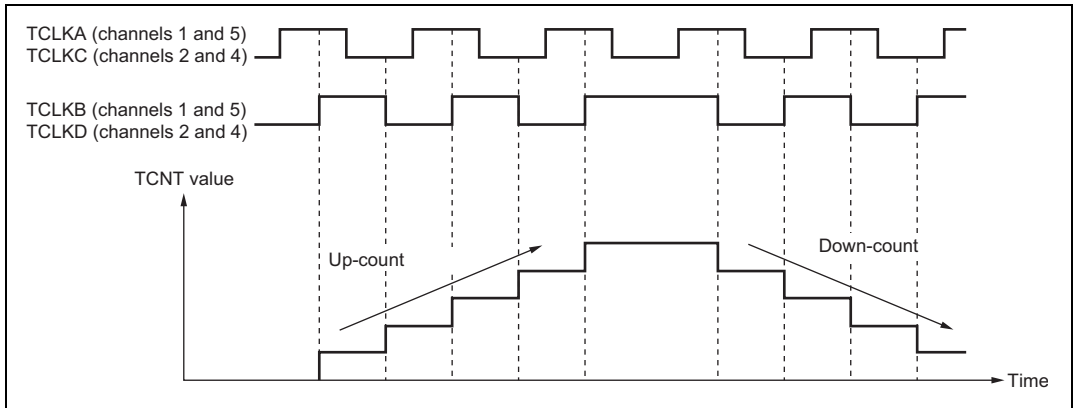 TCLKA (channels 1 and 5)
TCLKC (channels 2 and 4)
TCLKB (channels 1 and 5)
TCLKD (channels 2 and 4)
TCNT value
Up-count
Down-count
Time